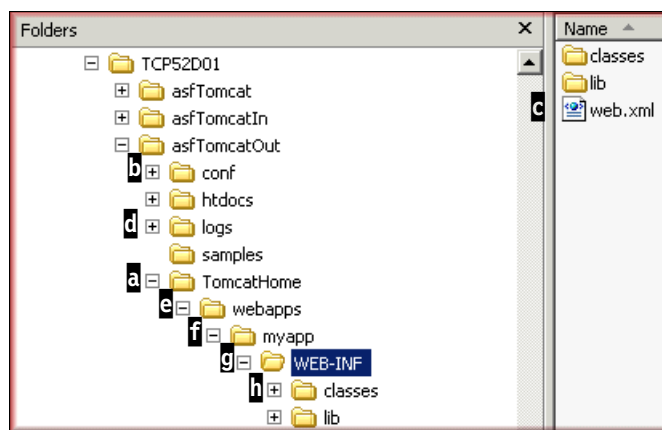 Folders
Name
TCP52D01
classes
asfTomcat
lib
asfTomcatIn
c web.xml
asfTomcatOut
b conf
htdocs
d logs
samples
a TomcatHome
e webapps
f myapp
g WEB-INF
h classes
lib